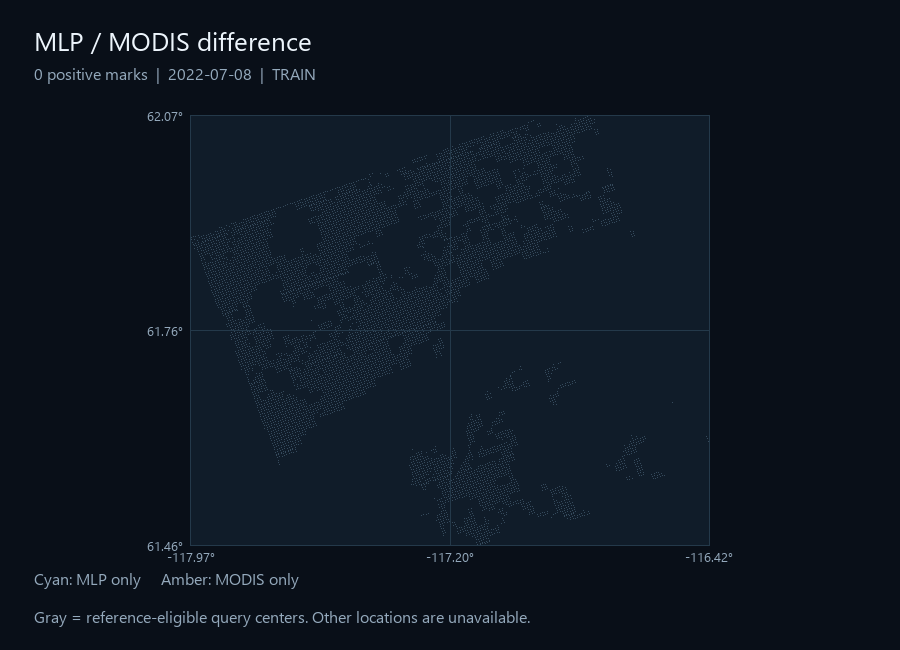 MLP / MODIS difference
0 positive marks | 2022-07-08 | TRAIN
62.07°
61.76°
61.46°
-117.97° -117.20° -116.42°
Cyan: MLP only Amber: MODIS only
Gray = reference-eligible query centers. Other locations are unavailable.